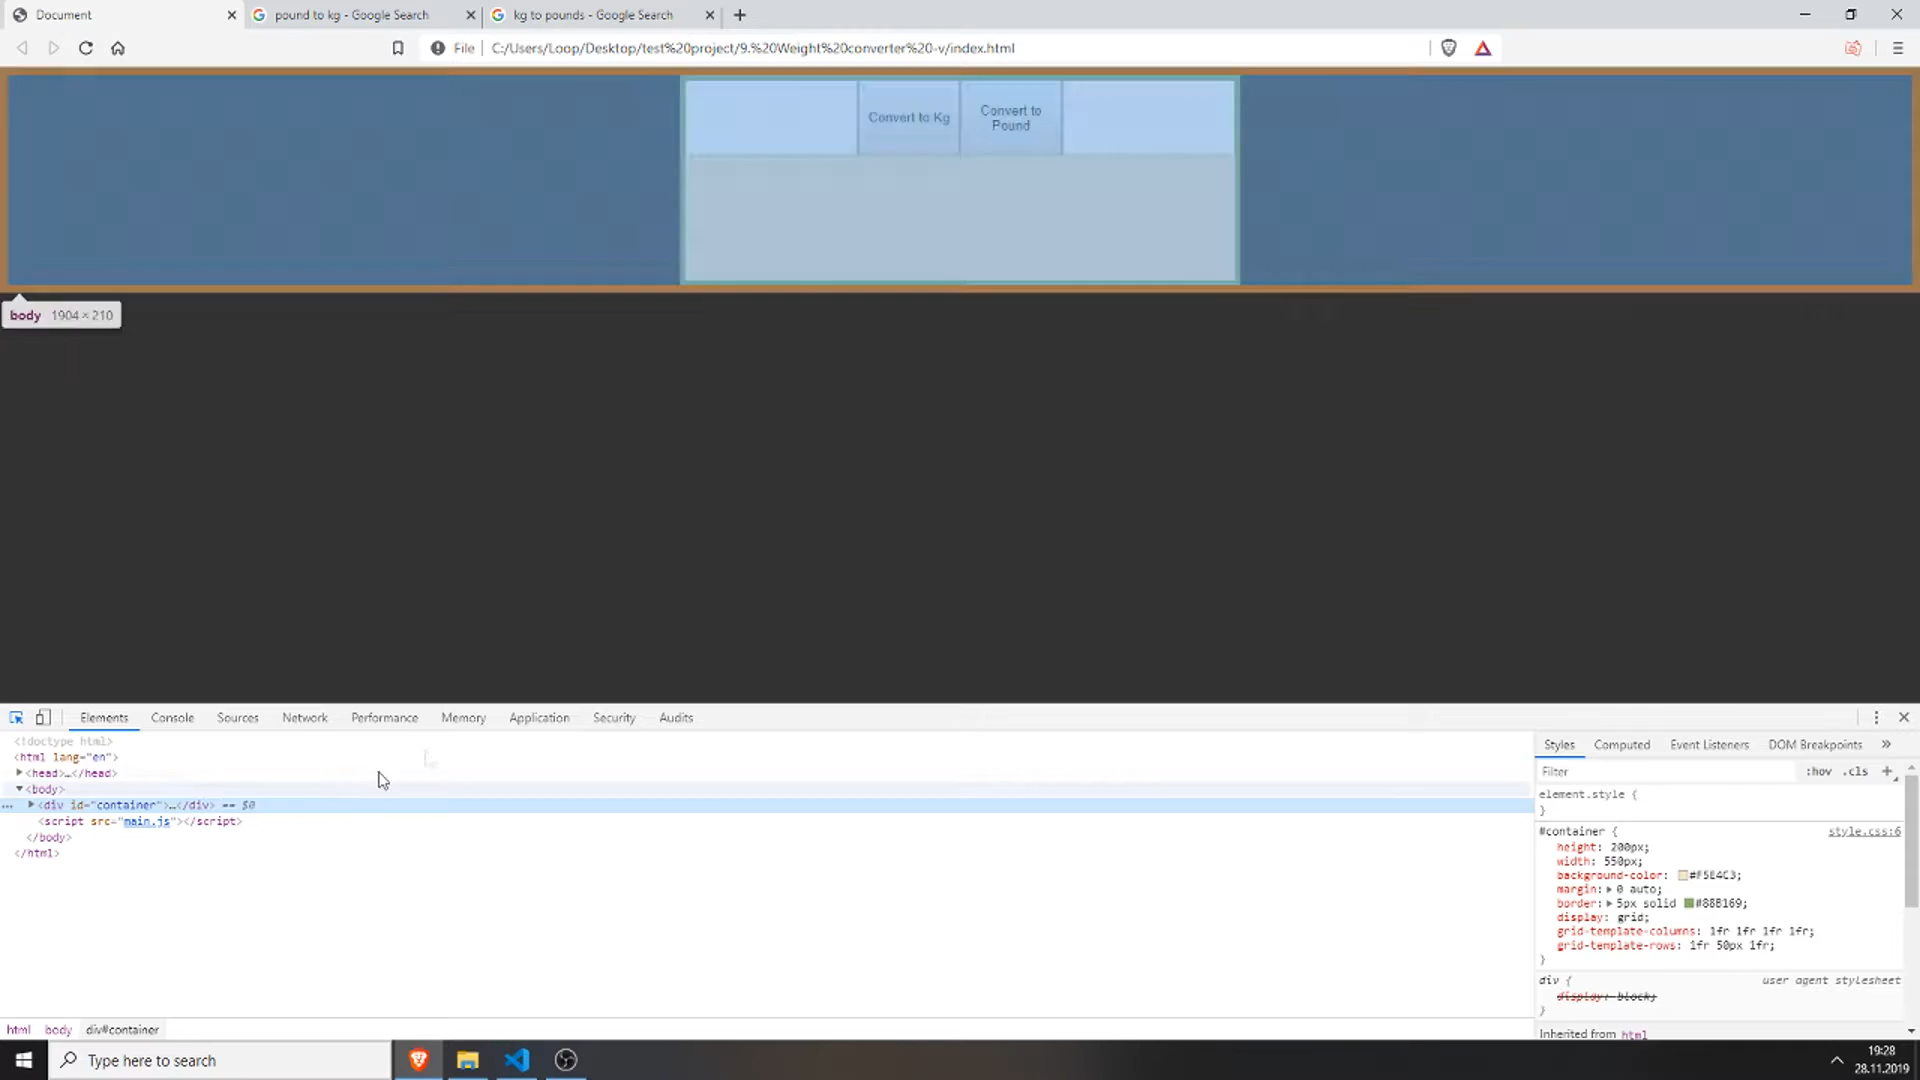 Document
pound to kg - Google Search
kg to pounds - Google Search
File
C:/Users/Loop/Desktop/test%20project/9.%20Weight%20converter%20-v/index.html
Convert to Kg
Convert to
Pound
body 1904 × 210
Elements
Console
Sources
Network
Performance
Memory
Application
Security
Audits
<!doctype html>
<html lang="en">
<head>…</head>
<body>
… <div id="container">…</div> == $0
<script src="main.js"></script>
</body>
</html>
Styles
Computed
Event Listeners
DOM Breakpoints
»
Filter
:hov .cls +
element.style {
}
#container {
style.css:6
height: 200px;
width: 550px;
background-color: #F5E4C3;
margin: 0 auto;
border: 5px solid #88B169;
display: grid;
grid-template-columns: 1fr 1fr 1fr 1fr;
grid-template-rows: 1fr 50px 1fr;
}
div {
user agent stylesheet
display: block;
}
Inherited from html
html body div#container
Type here to search
19:28
28.11.2019